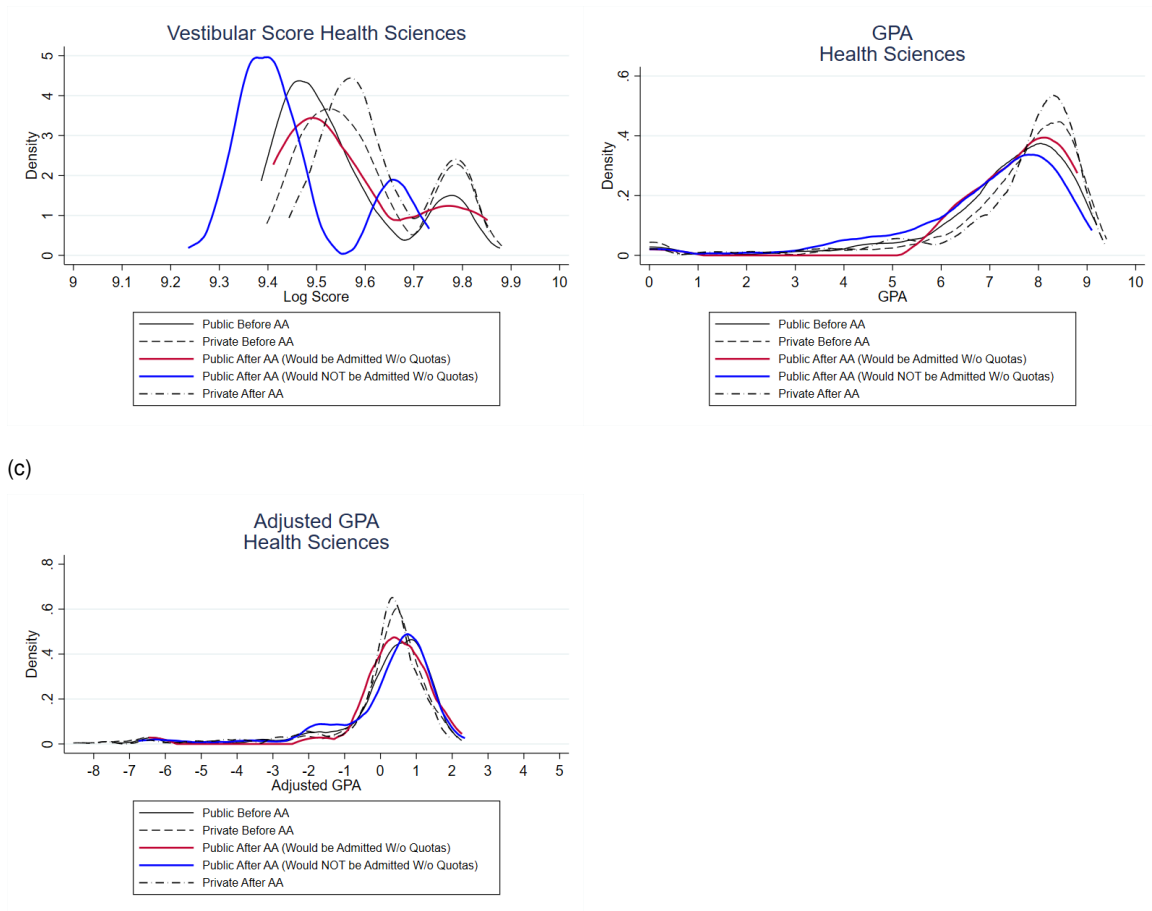 Vestibular Score Health Sciences
Density
5
4
3
2
1
0
9 9.1 9.2 9.3 9.4 9.5 9.6 9.7 9.8 9.9 10
Log Score
Public Before AA
Private Before AA
Public After AA (Would be Admitted W/o Quotas)
Public After AA (Would NOT be Admitted W/o Quotas)
Private After AA
GPA
Health Sciences
Density
.6
.4
.2
0
0 1 2 3 4 5 6 7 8 9 10
GPA
Public Before AA
Private Before AA
Public After AA (Would be Admitted W/o Quotas)
Public After AA (Would NOT be Admitted W/o Quotas)
Private After AA
(c)
Adjusted GPA
Health Sciences
Density
.8
.6
.4
.2
0
-8 -7 -6 -5 -4 -3 -2 -1 0 1 2 3 4 5
Adjusted GPA
Public Before AA
Private Before AA
Public After AA (Would be Admitted W/o Quotas)
Public After AA (Would NOT be Admitted W/o Quotas)
Private After AA